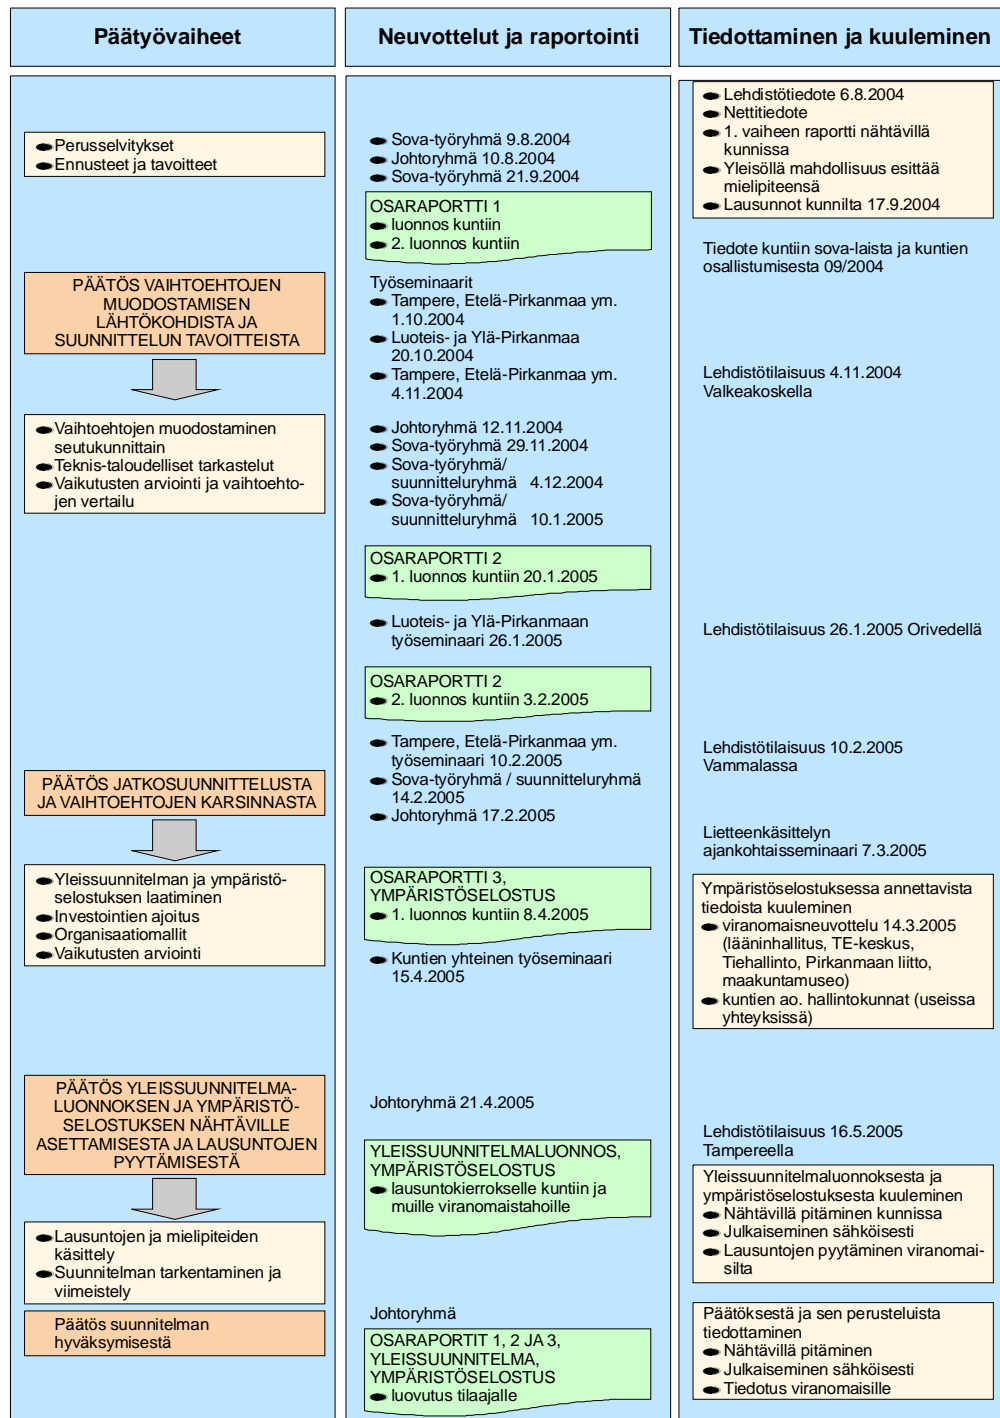 Päätyövaiheet
Perusselvitykset
Ennusteet ja tavoitteet
PÄÄTÖS VAIHTOEHTOJEN
MUODOSTAMISEN
LÄHTÖKOHDISTA JA
SUUNNITTELUN TAVOITTEISTA
Vaihtoehtojen muodostaminen
seutukunnittain
Teknis-taloudelliset tarkastelut
Vaikutusten arviointi ja vaihtoehto-
jen vertailu
PÄÄTÖS JATKOSUUNNITTELUSTA
JA VAIHTOEHTOJEN KARSINNASTA
Yleissuunnitelman ja ympäristö-
selostuksen laatiminen
Investointien ajoitus
Organisaatiomallit
Vaikutusten arviointi
PÄÄTÖS YLEISSUUNNITELMA-
LUONNOKSEN JA YMPÄRISTÖ-
SELOSTUKSEN NÄHTÄVILLE
ASETTAMISESTA JA LAUSUNTOJEN
PYYTÄMISESTÄ
Lausuntojen ja mielipiteiden
käsittely
Suunnitelman tarkentaminen ja
viimeistely
Päätös suunnitelman
hyväksymisestä
Neuvottelut ja raportointi
Sova-työryhmä 9.8.2004
Johtoryhmä 10.8.2004
Sova-työryhmä 21.9.2004
OSARAPORTTI 1
luonnos kuntiin
2. luonnos kuntiin
Työseminaarit
Tampere, Etelä-Pirkanmaa ym.
1.10.2004
Luoteis- ja Ylä-Pirkanmaa
20.10.2004
Tampere, Etelä-Pirkanmaa ym.
4.11.2004
Johtoryhmä 12.11.2004
Sova-työryhmä 29.11.2004
Sova-työryhmä/
suunnitteluryhmä 4.12.2004
Sova-työryhmä/
suunnitteluryhmä 10.1.2005
OSARAPORTTI 2
1. luonnos kuntiin 20.1.2005
Luoteis- ja Ylä-Pirkanmaan
työseminaari 26.1.2005
OSARAPORTTI 2
2. luonnos kuntiin 3.2.2005
Tampere, Etelä-Pirkanmaa ym.
työseminaari 10.2.2005
Sova-työryhmä / suunnitteluryhmä
14.2.2005
Johtoryhmä 17.2.2005
OSARAPORTTI 3,
YMPÄRISTÖSELOSTUS
1. luonnos kuntiin 8.4.2005
Kuntien yhteinen työseminaari
15.4.2005
Johtoryhmä 21.4.2005
YLEISSUUNNITELMALUONNOS,
YMPÄRISTÖSELOSTUS
lausuntokierrokselle kuntiin ja
muille viranomaistahoille
Johtoryhmä
OSARAPORTIT 1, 2 JA 3,
YLEISSUUNNITELMA,
YMPÄRISTÖSELOSTUS
luovutus tilaajalle
Tiedottaminen ja kuuleminen
Lehdistötiedote 6.8.2004
Nettitiedote
1. vaiheen raportti nähtävillä
kunnissa
Yleisöllä mahdollisuus esittää
mielipiteensä
Lausunnot kunnilta 17.9.2004
Tiedote kuntiin sova-laista ja kuntien
osallistumisesta 09/2004
Lehdistötilaisuus 4.11.2004
Valkeakoskella
Lehdistötilaisuus 26.1.2005 Orivedellä
Lehdistötilaisuus 10.2.2005
Vammalassa
Lietteenkäsittelyn
ajankohtaisseminaari 7.3.2005
Ympäristöselostuksessa annettavista
tiedoista kuuleminen
viranomaisneuvottelu 14.3.2005
(lääninhallitus, TE-keskus,
Tiehallinto, Pirkanmaan liitto,
maakuntamuseo)
kuntien ao. hallintokunnat (useissa
yhteyksissä)
Lehdistötilaisuus 16.5.2005
Tampereella
Yleissuunnitelmaluonnoksesta ja
ympäristöselostuksesta kuuleminen
Nähtävillä pitäminen kunnissa
Julkaiseminen sähköisesti
Lausuntojen pyytäminen viranomai-
silta
Päätöksestä ja sen perusteluista
tiedottaminen
Nähtävillä pitäminen
Julkaiseminen sähköisesti
Tiedotus viranomaisille